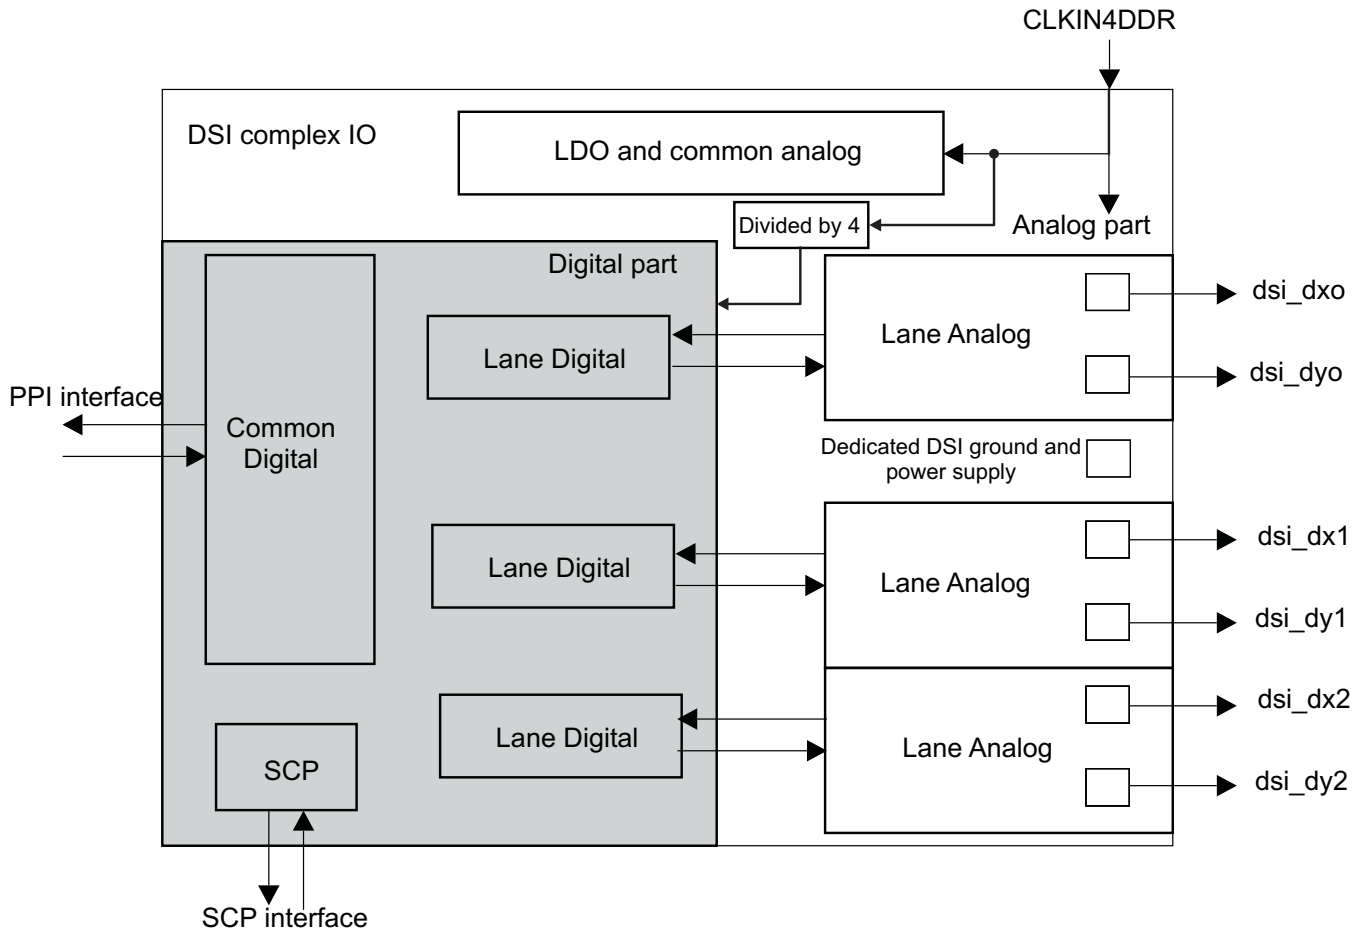 CLKIN4DDR
DSI complex IO
LDO and common analog
Divided by 4
Analog part
Digital part
dsi_dxo
Lane Analog
Lane Digital
dsi_dyo
PPI interface
Common
Digital
Dedicated DSI ground and
power supply
dsi_dx1
Lane Digital
Lane Analog
dsi_dy1
dsi_dx2
Lane Digital
Lane Analog
SCP
dsi_dy2
SCP interface